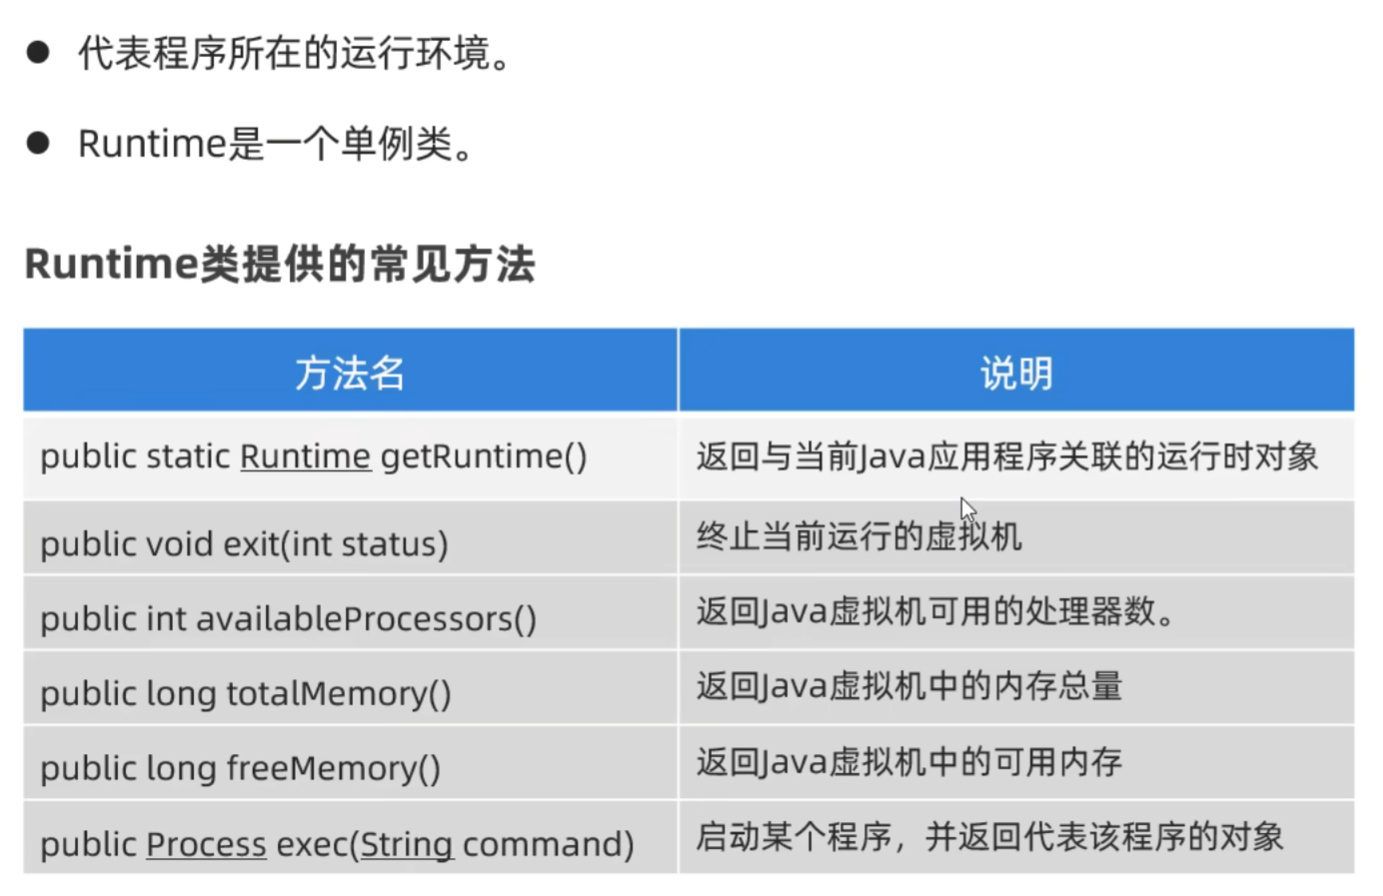 代表程序所在的运行环境。
Runtime是一个单例类。
Runtime类提供的常见方法
方法名 说明
public static Runtime getRuntime() 返回与当前Java应用程序关联的运行时对象
public void exit(int status) 终止当前运行的虚拟机
public int availableProcessors() 返回Java虚拟机可用的处理器数。
public long totalMemory() 返回Java虚拟机中的内存总量
public long freeMemory() 返回Java虚拟机中的可用内存
public Process exec(String command) 启动某个程序，并返回代表该程序的对象